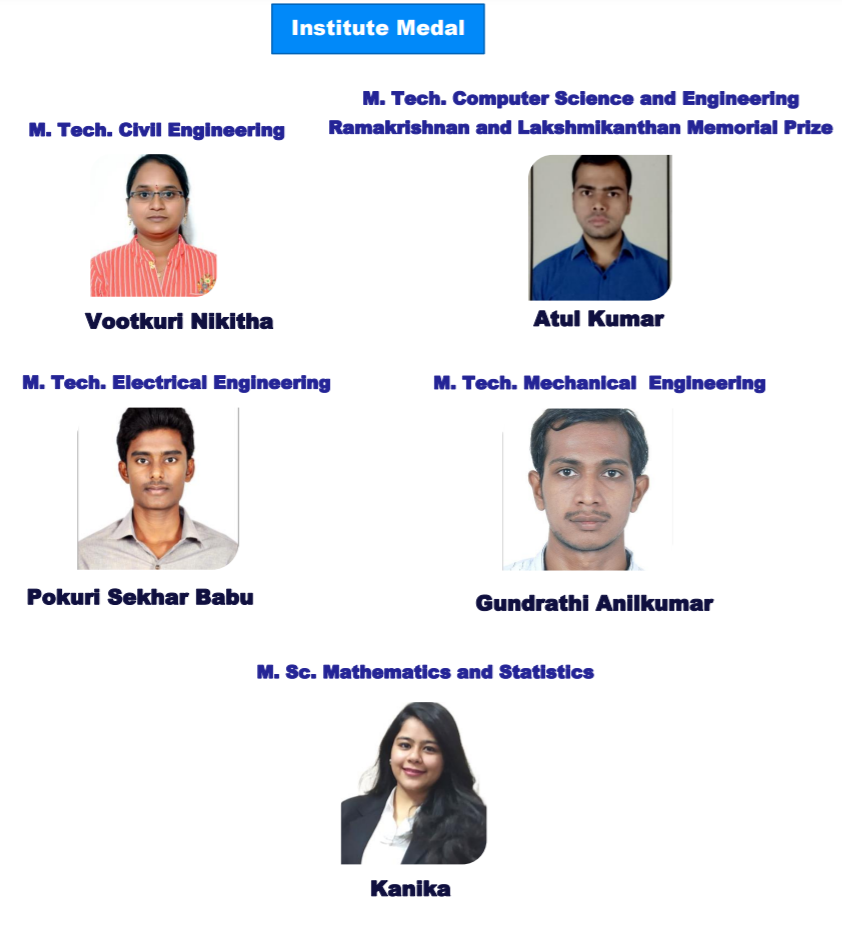 Institute Medal
M. Tech. Civil Engineering
M. Tech. Computer Science and Engineering
Ramakrishnan and Lakshmikanthan Memorial Prize
Vootkuri Nikitha
Atul Kumar
M. Tech. Electrical Engineering
M. Tech. Mechanical Engineering
Pokuri Sekhar Babu
Gundrathi Anilkumar
M. Sc. Mathematics and Statistics
Kanika